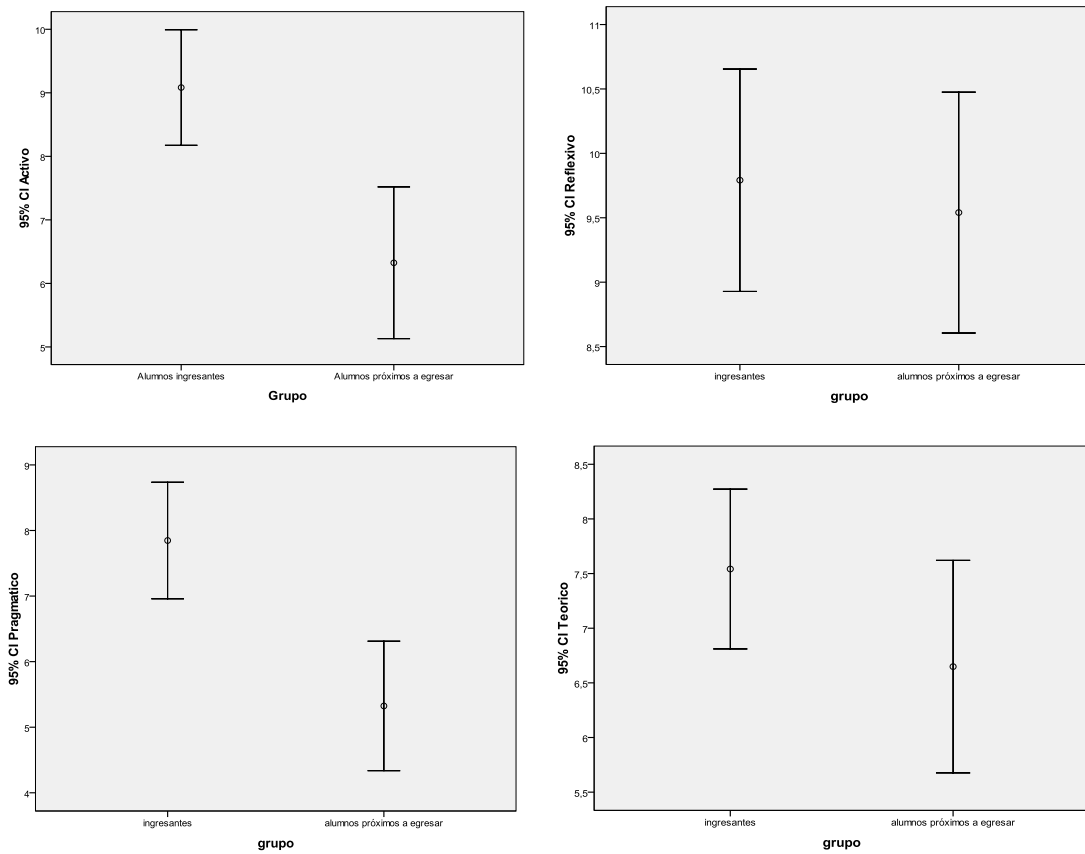 95% CI Activo
10
9
8
7
6
5
Alumnos ingresantes
Alumnos próximos a egresar
Grupo
95% CI Reflexivo
11
10,5
10
9,5
9
8,5
ingresantes
alumnos próximos a egresar
grupo
95% CI Pragmatico
9
8
7
6
5
4
ingresantes
alumnos próximos a egresar
grupo
95% CI Teorico
8,5
8
7,5
7
6,5
6
5,5
ingresantes
alumnos próximos a egresar
grupo